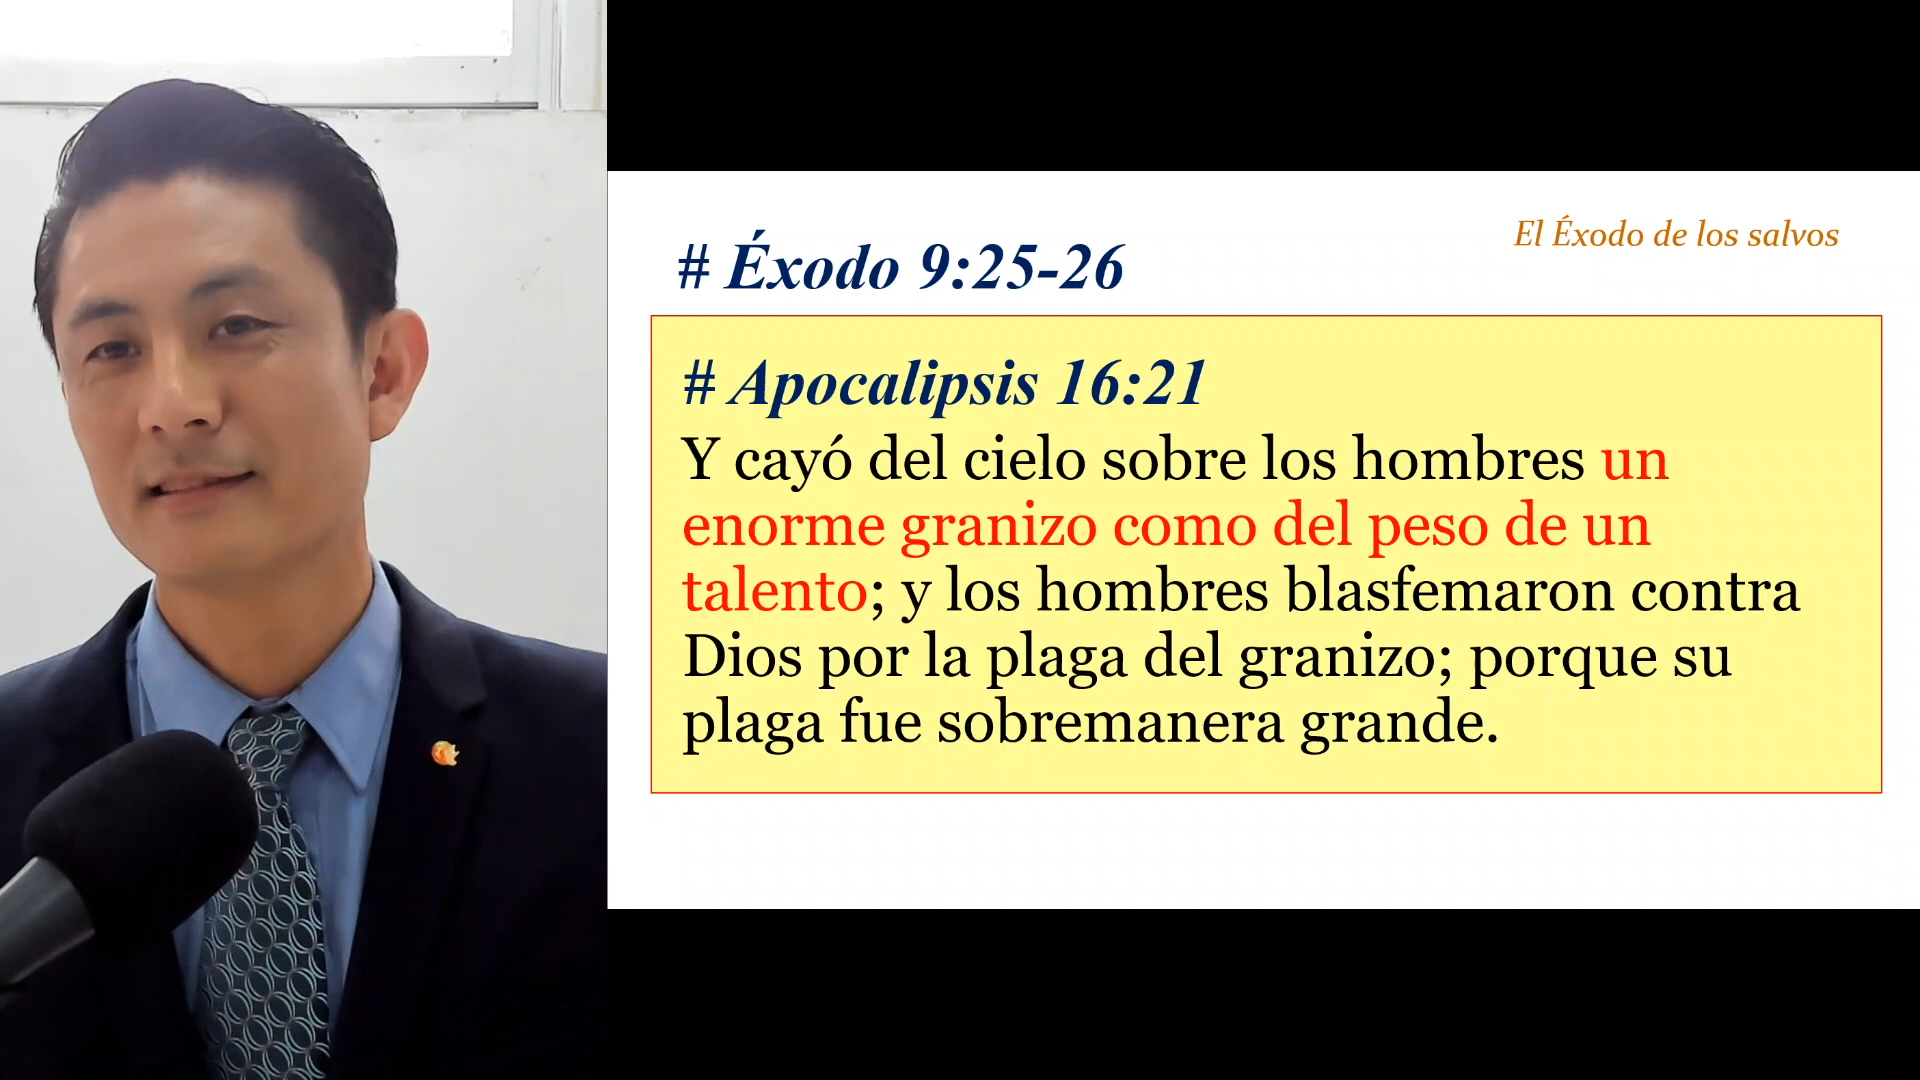 El Éxodo de los salvos
# Éxodo 9:25-26
# Apocalipsis 16:21
Y cayó del cielo sobre los hombres un
enorme granizo como del peso de un
talento; y los hombres blasfemaron contra
Dios por la plaga del granizo; porque su
plaga fue sobremanera grande.